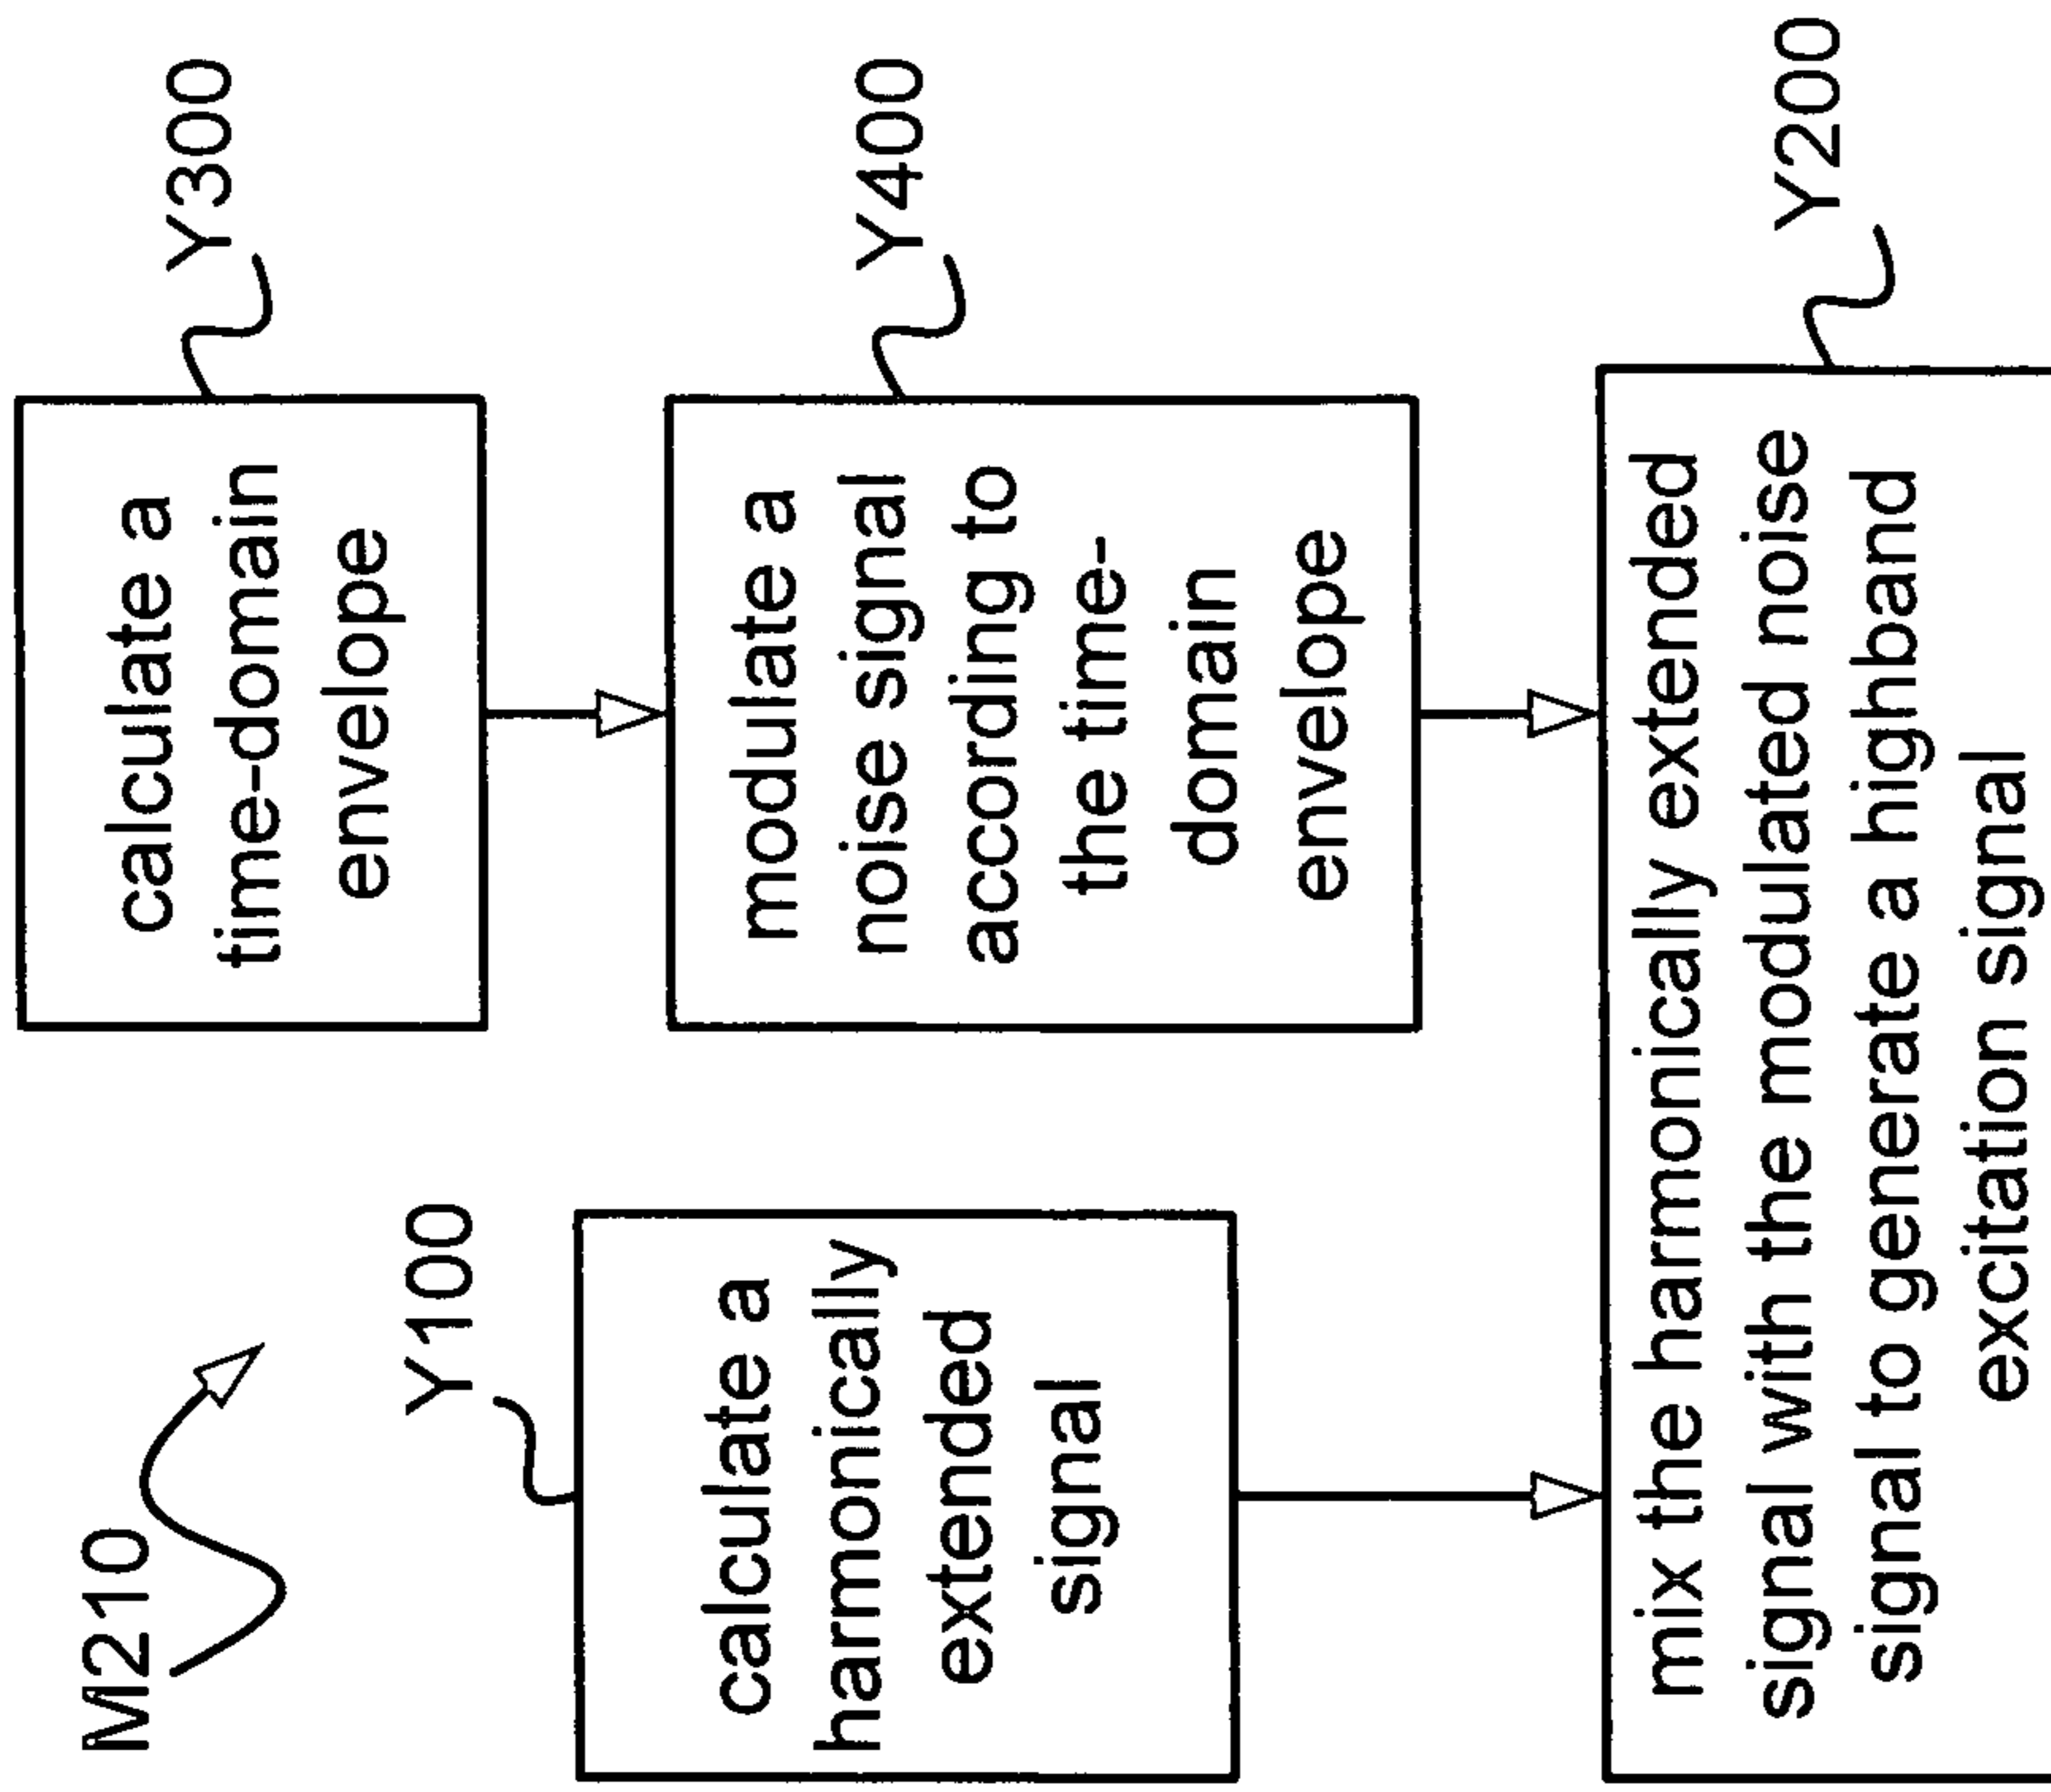 M210
Y100
calculate a
harmonically
extended
signal
Y300
calculate a
time-domain
envelope
Y400
modulate a
noise signal
according to
the time-
domain
envelope
Y200
mix the harmonically extended
signal with the modulated noise
signal to generate a highband
excitation signal